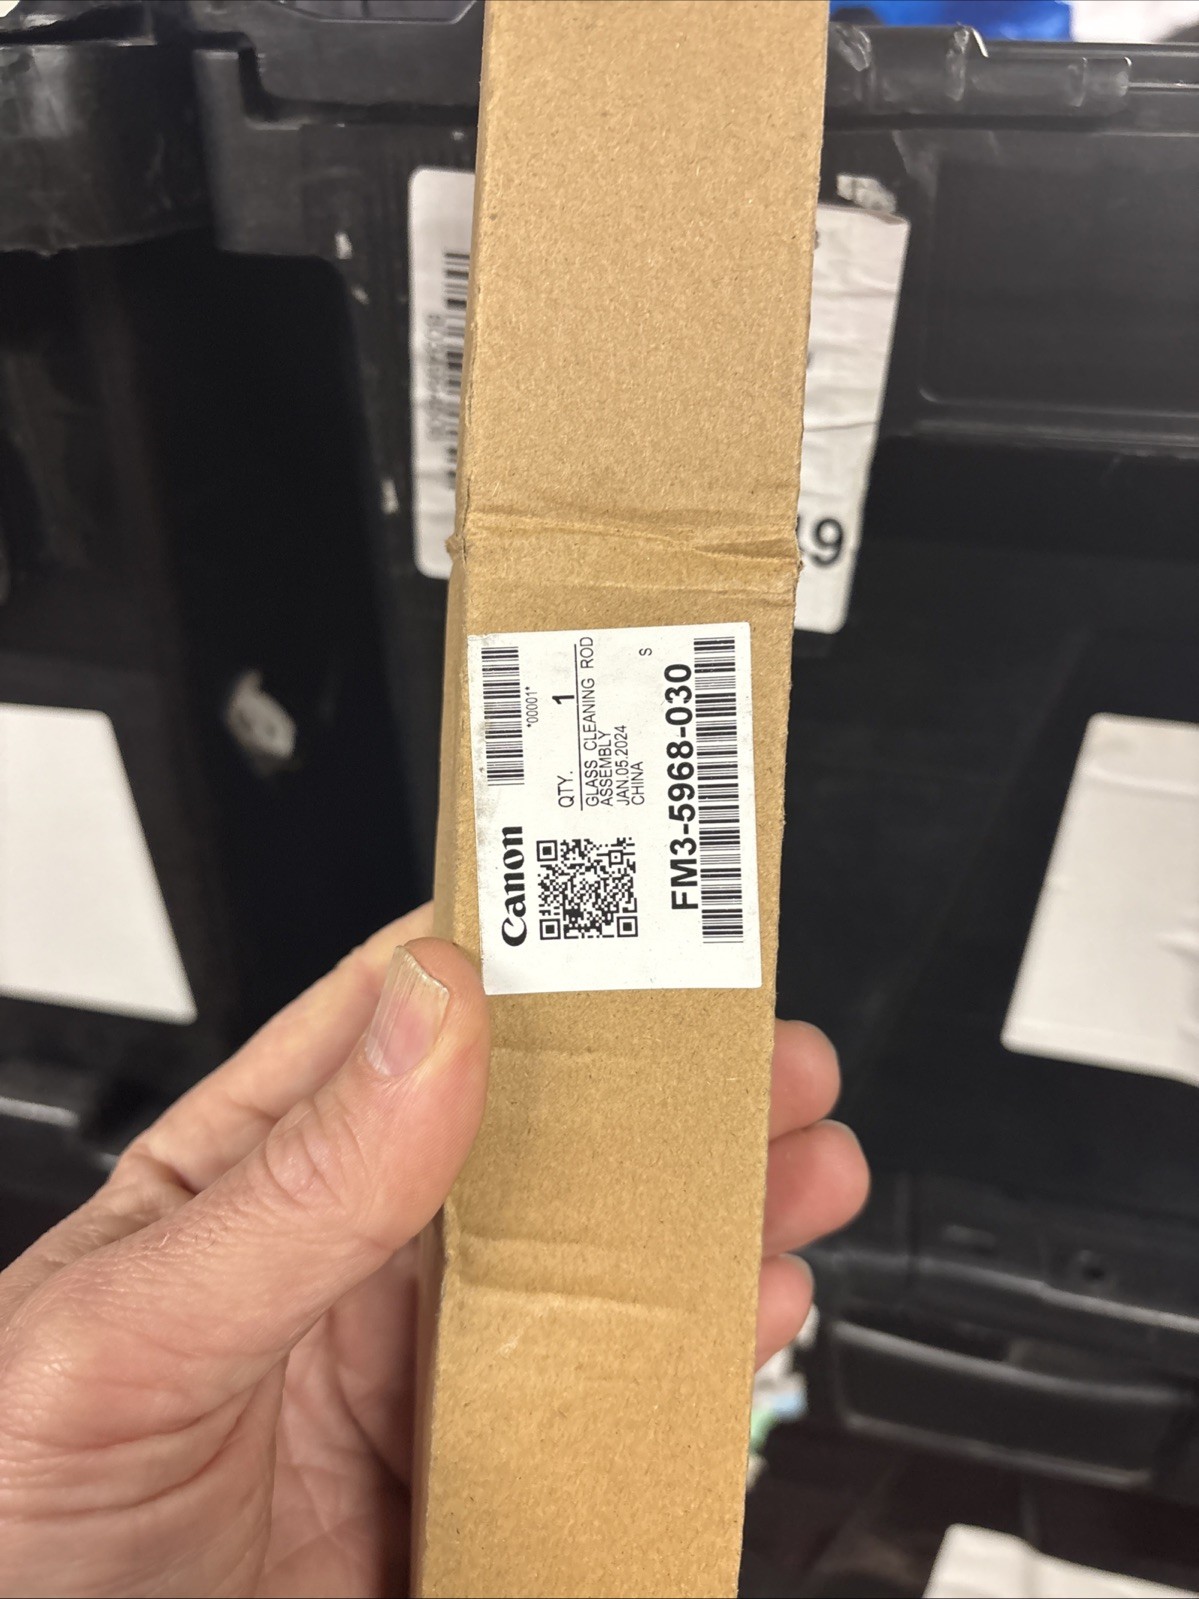 Canon
*00001*
QTY. 1
GLASS CLEANING ROD
ASSEMBLY
JAN.05.2024
CHINA
S
FM3-5968-030